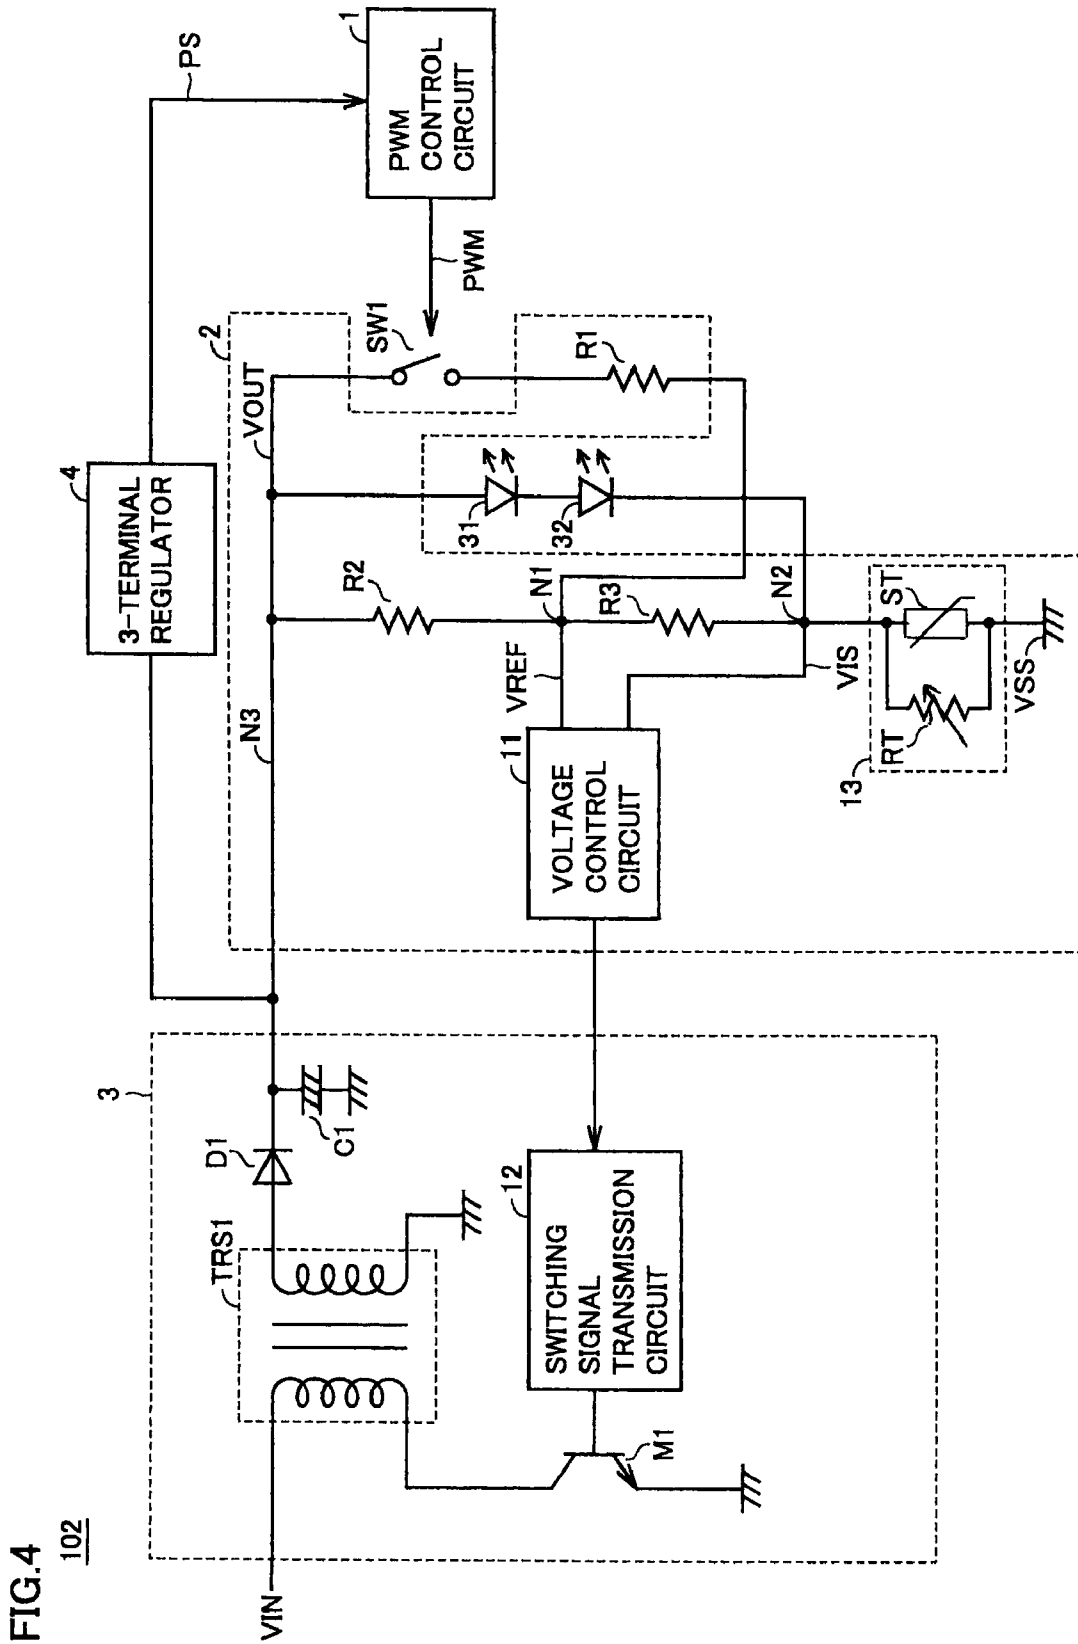 FIG.4
102
VIN
3
TRS1
D1
C1
M1
12
SWITCHING
SIGNAL
TRANSMISSION
CIRCUIT
4
3-TERMINAL
REGULATOR
PS
1
PWM
CONTROL
CIRCUIT
PWM
2
N3
VOUT
SW1
R1
R2
31
32
N1
VREF
R3
N2
VIS
11
VOLTAGE
CONTROL
CIRCUIT
13
RT
ST
VSS